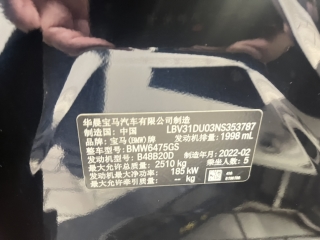 华晨宝马汽车有限公司制造
制造国: 中国 LBV31DU03NS353787
品牌: 宝马(BMW)牌 发动机排量: 1998 mL
整车型号: BMW6475GS
发动机型号: B48B20D 制造年月: 2022-02
最大允许总质量: 2510 kg 乘坐人数: 5
发动机最大净功率: 185 kW
最大允许牵引质量: -- kg